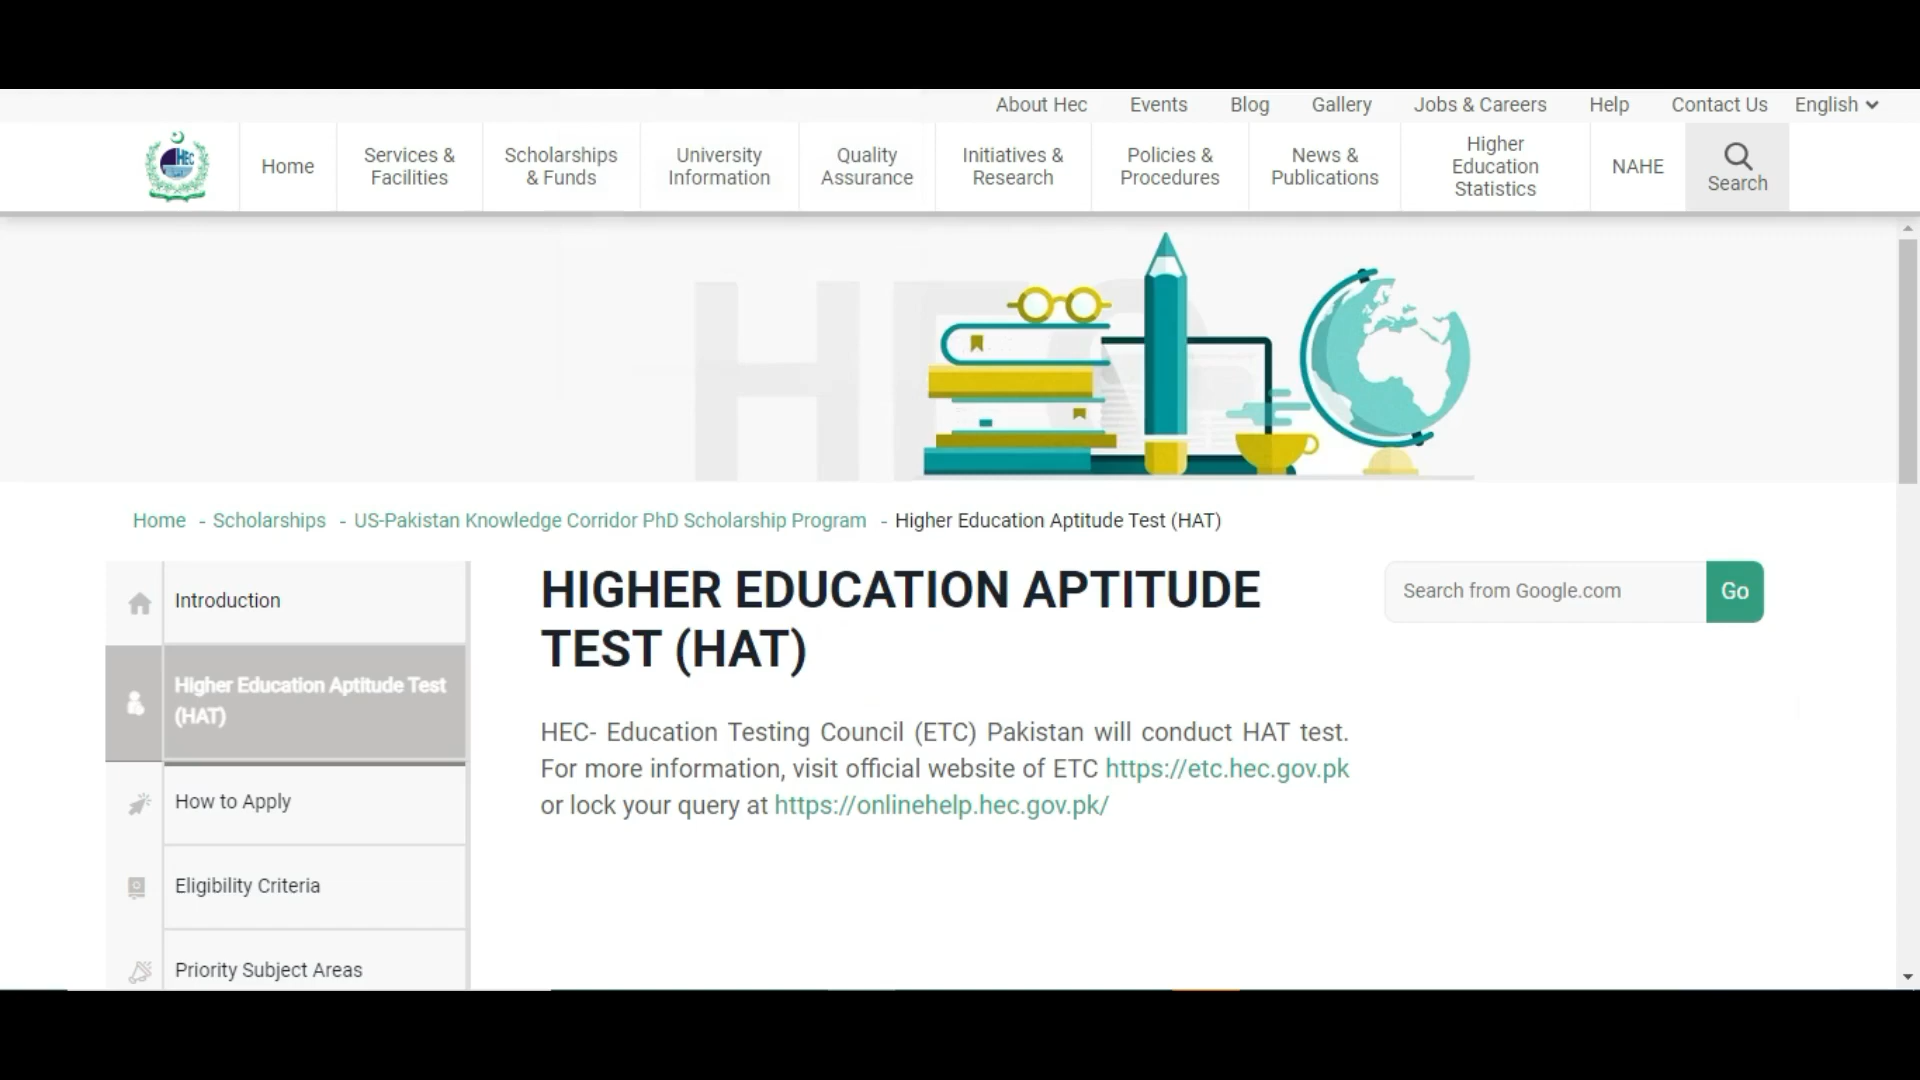 About Hec Events Blog Gallery Jobs & Careers Help Contact Us English
HEC
Home
Services &
Facilities
Scholarships
& Funds
University
Information
Quality
Assurance
Initiatives &
Research
Policies &
Procedures
News &
Publications
Higher
Education
Statistics
NAHE
Search
HEC
Home - Scholarships - US-Pakistan Knowledge Corridor PhD Scholarship Program - Higher Education Aptitude Test (HAT)
Introduction
Higher Education Aptitude Test
(HAT)
How to Apply
Eligibility Criteria
Priority Subject Areas
HIGHER EDUCATION APTITUDE
TEST (HAT)
HEC- Education Testing Council (ETC) Pakistan will conduct HAT test.
For more information, visit official website of ETC https://etc.hec.gov.pk
or lock your query at https://onlinehelp.hec.gov.pk/
Search from Google.com
Go